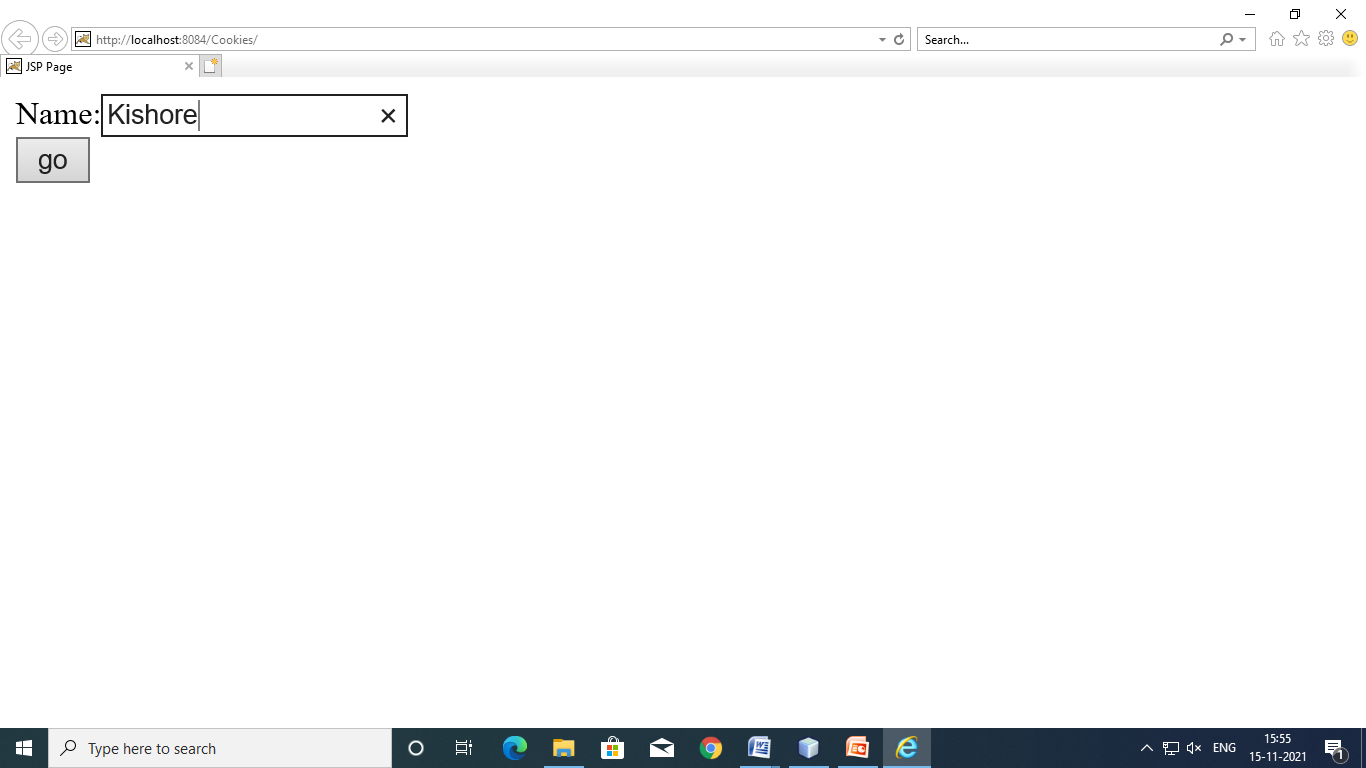 http://localhost:8084/Cookies/
Search...
JSP Page
Name: Kishore
go
Type here to search
ENG
15:55
15-11-2021
1